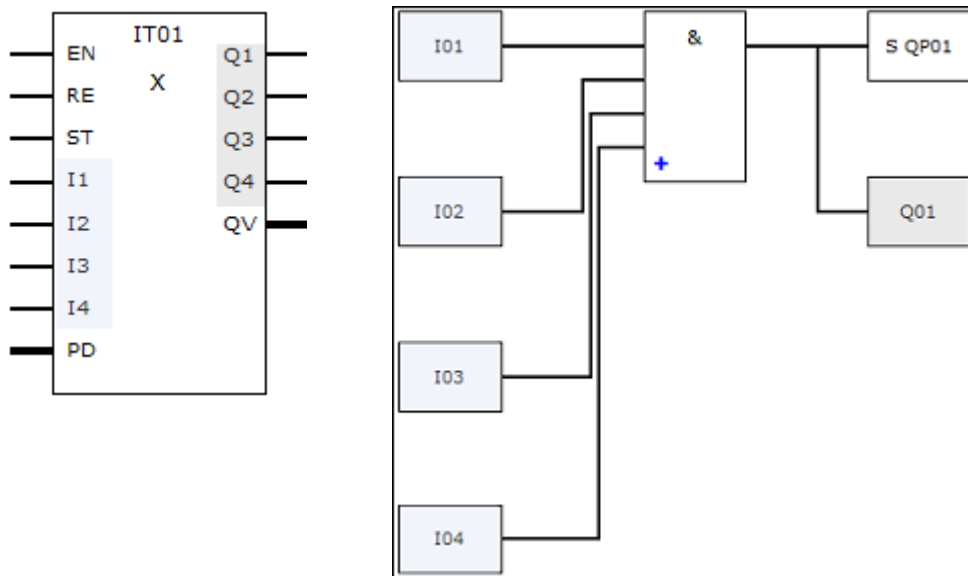 IT01
X
EN
RE
ST
I1
I2
I3
I4
PD
Q1
Q2
Q3
Q4
QV
I01
I02
I03
I04
&
+
S QP01
Q01